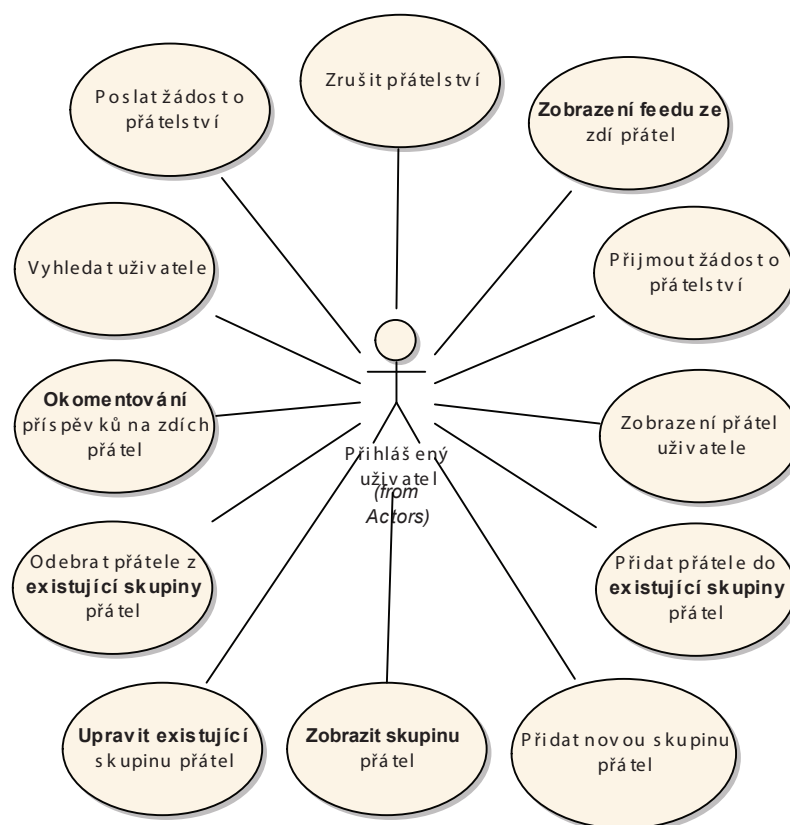 Zrušit přátelství
Poslat žádost o
přátelství
Zobrazení feedu ze
zdí přátel
Vyhledat uživatele
Přijmout žádost o
přátelství
Okomentování
příspěvků na zdích
přátel
Zobrazení přátel
uživatele
Přihlášený
uživatel
(from
Actors)
Odebrat přátele z
existující skupiny
přátel
Přidat přátele do
existující skupiny
přátel
Upravit existující
skupinu přátel
Zobrazit skupinu
přátel
Přidat novou skupinu
přátel